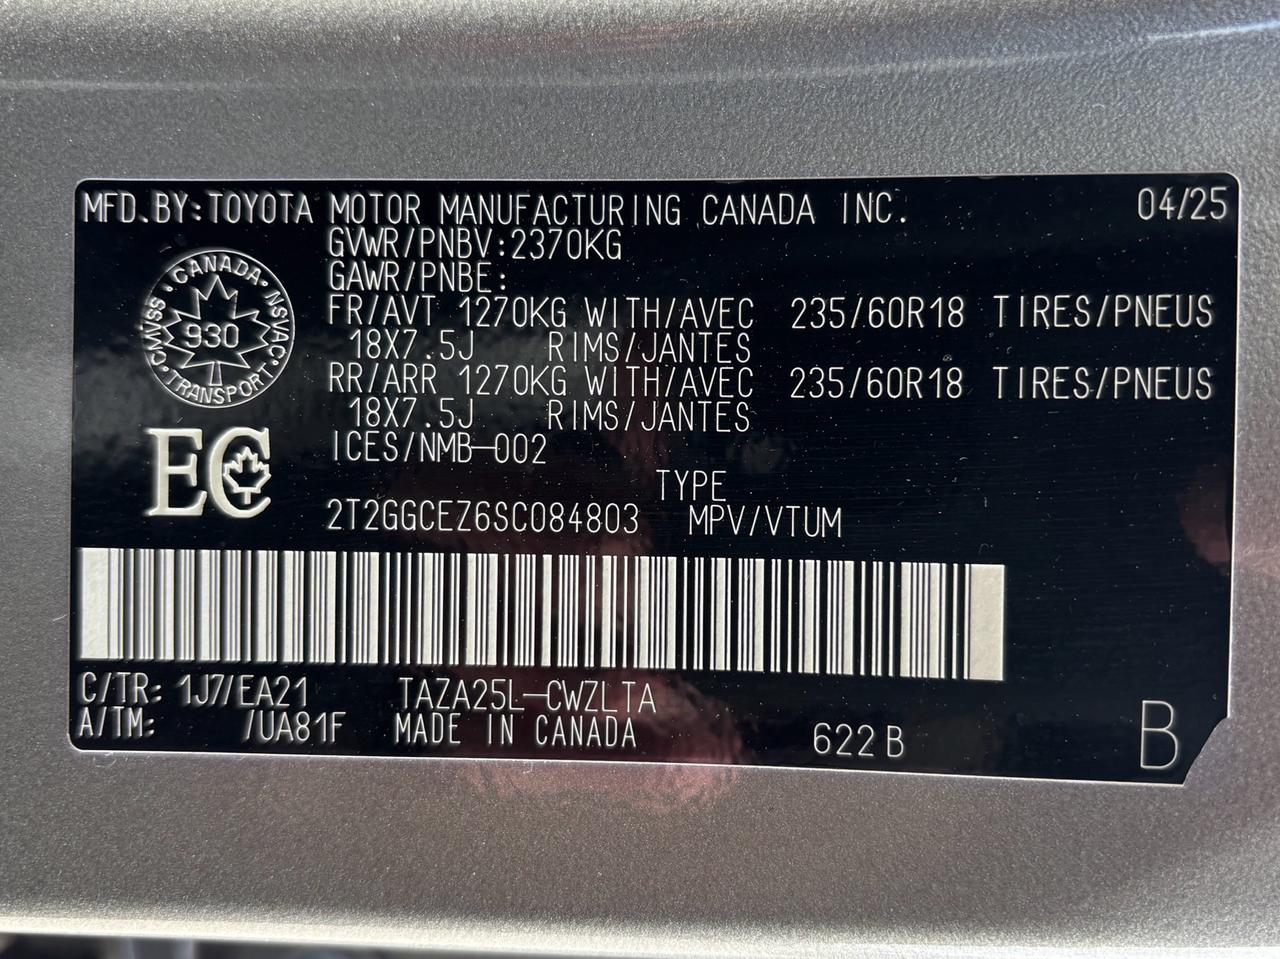 MFD.BY:TOYOTA MOTOR MANUFACTURING CANADA INC. 04/25
GVWR/PNBV:2370KG
GAWR/PNBE:
FR/AVT 1270KG WITH/AVEC 235/60R18 TIRES/PNEUS
18X7.5J RIMS/JANTES
RR/ARR 1270KG WITH/AVEC 235/60R18 TIRES/PNEUS
18X7.5J RIMS/JANTES
ICES/NMB-002
CANADA · NSVAC · TRANSPORT · CMVSS ·
930
EC
TYPE
2T2GGCEZ6SC084803 MPV/VTUM
C/TR: 1J7/EA21 TAZA25L-CWZLTA
A/TM: /UA81F MADE IN CANADA 622B B